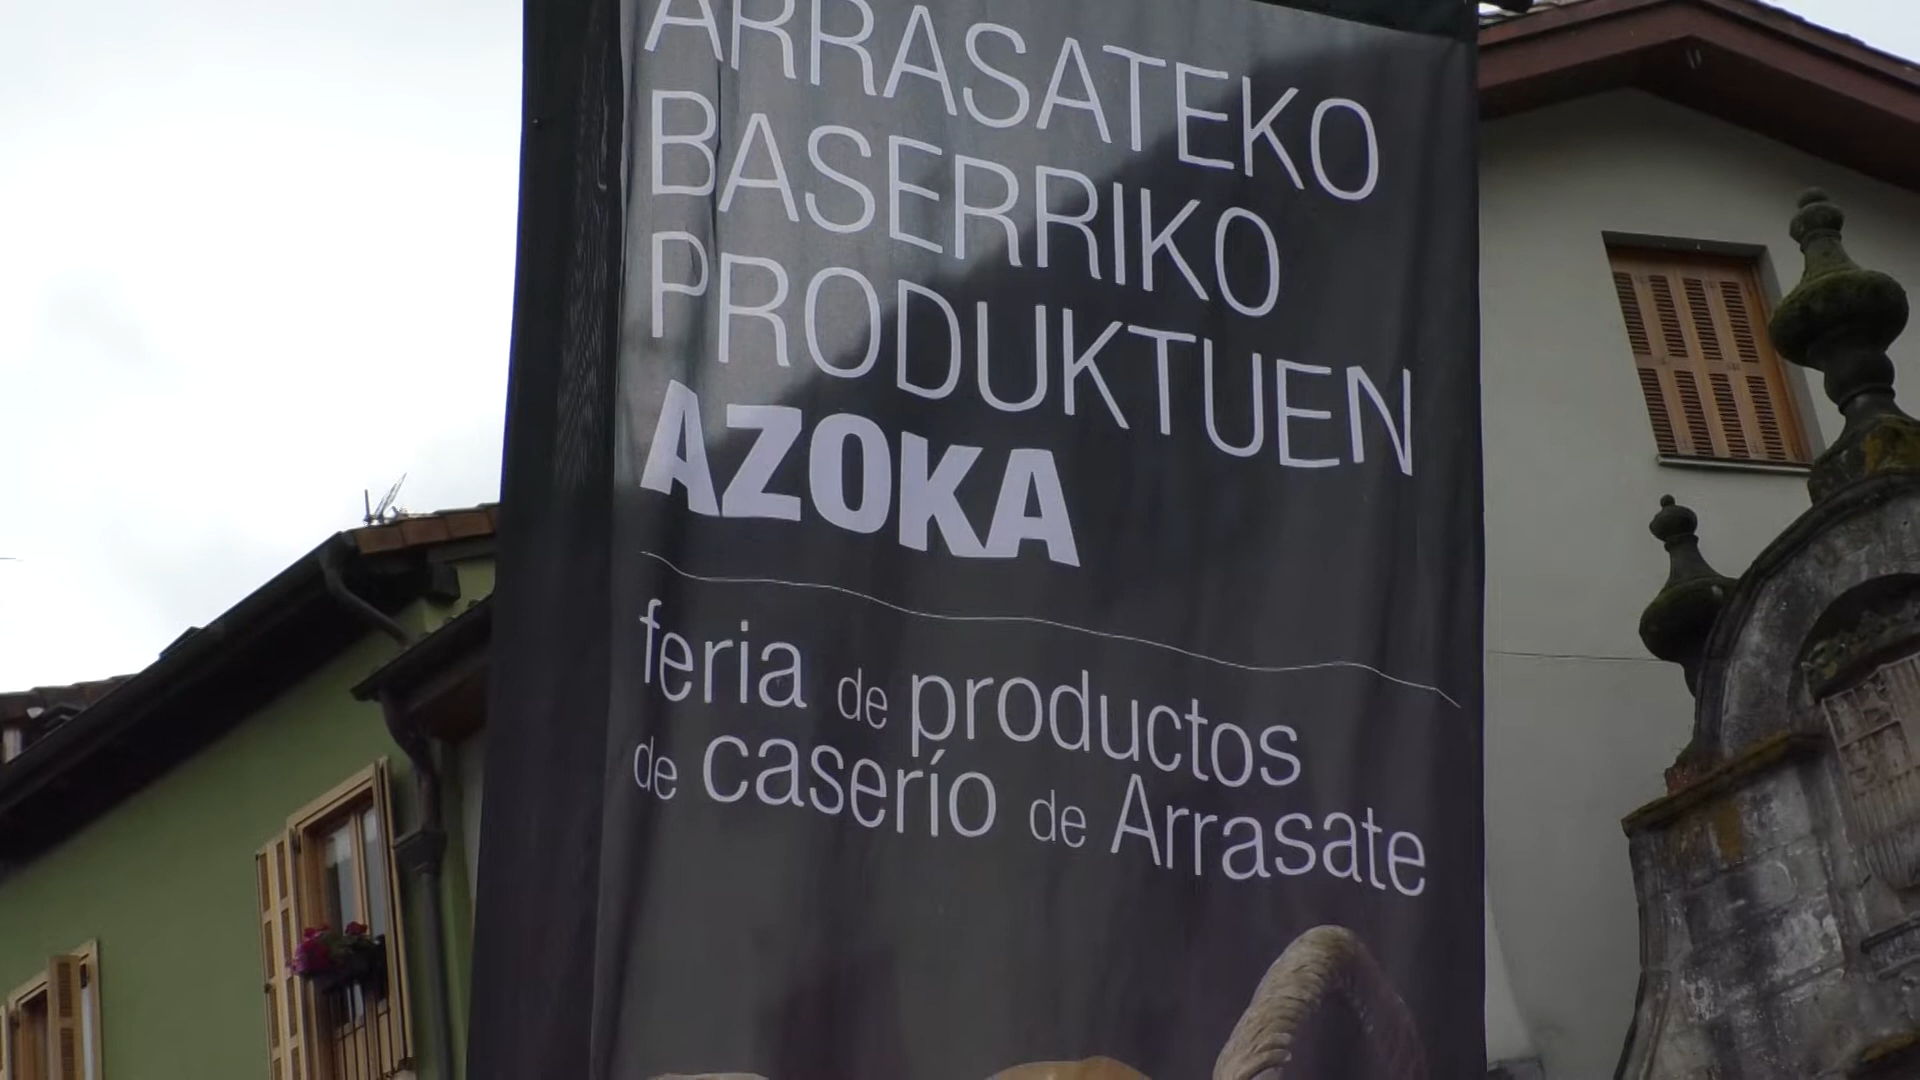 ARRASATEKO
BASERRIKO
PRODUKTUEN
AZOKA
feria de productos
de caserío de Arrasate